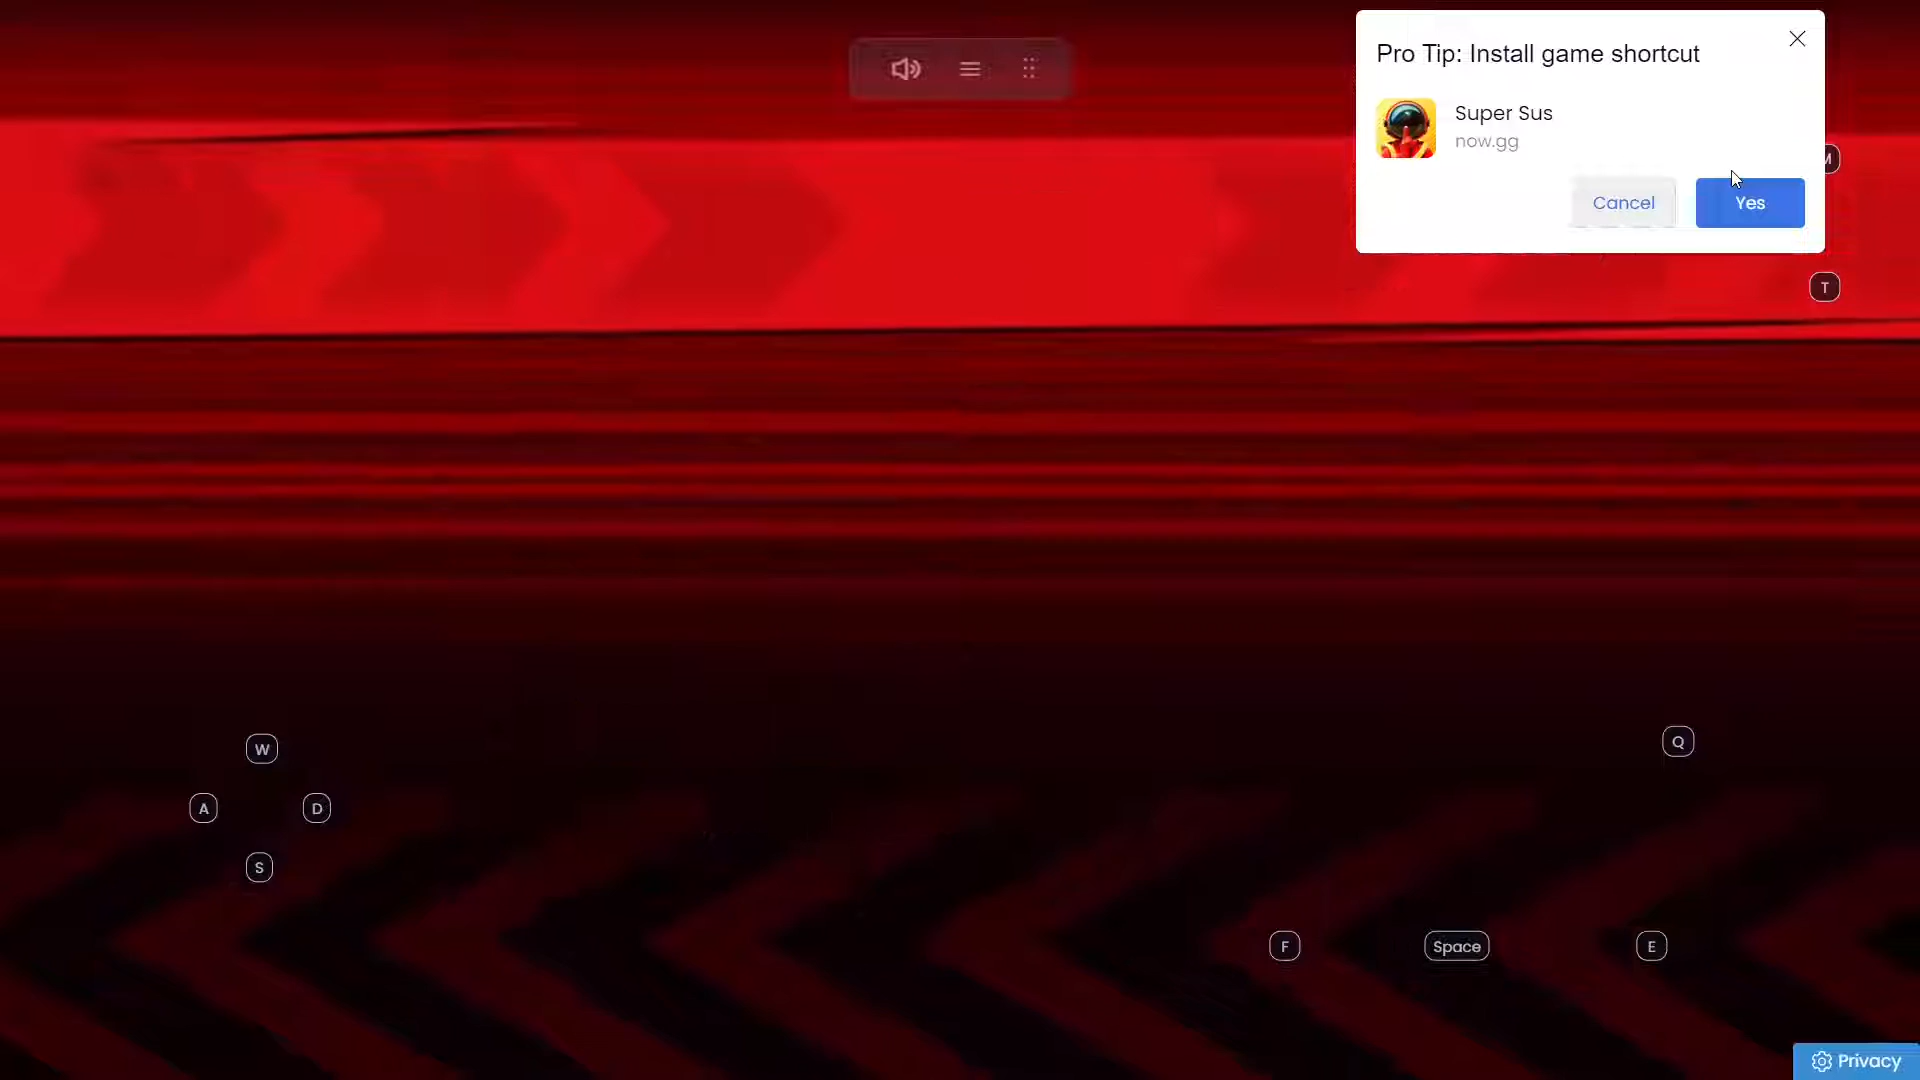 Pro Tip: Install game shortcut
Super Sus
now.gg
M
Cancel
Yes
T
W
Q
A
D
S
F
Space
E
Privacy